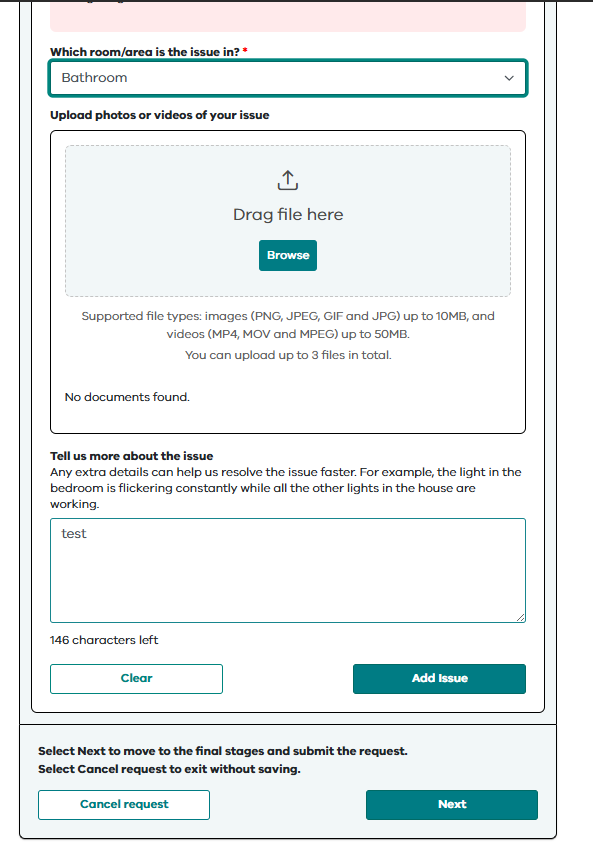 Which room/area is the issue in? *
Bathroom
Upload photos or videos of your issue
Drag file here
Browse
Supported file types: images (PNG, JPEG, GIF and JPG) up to 10MB, and
videos (MP4, MOV and MPEG) up to 50MB.
You can upload up to 3 files in total.
No documents found.
Tell us more about the issue
Any extra details can help us resolve the issue faster. For example, the light in the
bedroom is flickering constantly while all the other lights in the house are
working.
test
146 characters left
Clear
Add Issue
Select Next to move to the final stages and submit the request.
Select Cancel request to exit without saving.
Cancel request
Next